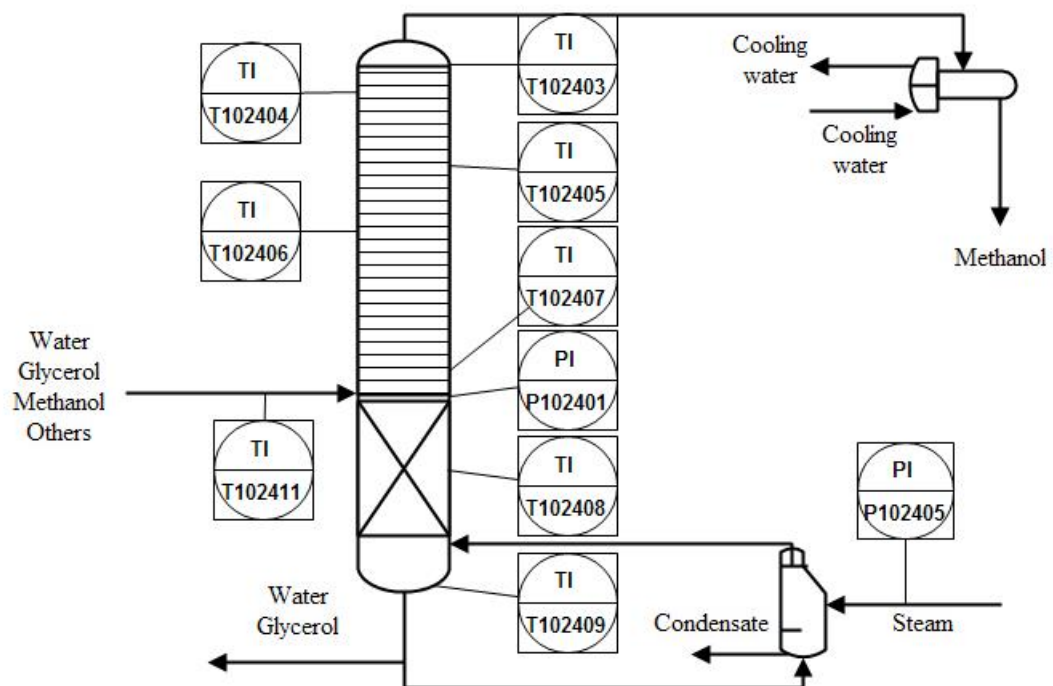 TI
T102404
TI
T102403
Cooling
water
Cooling
water
TI
T102405
TI
T102406
TI
T102407
Methanol
Water
Glycerol
Methanol
Others
PI
P102401
TI
T102411
TI
T102408
PI
P102405
TI
T102409
Water
Glycerol
Condensate
Steam